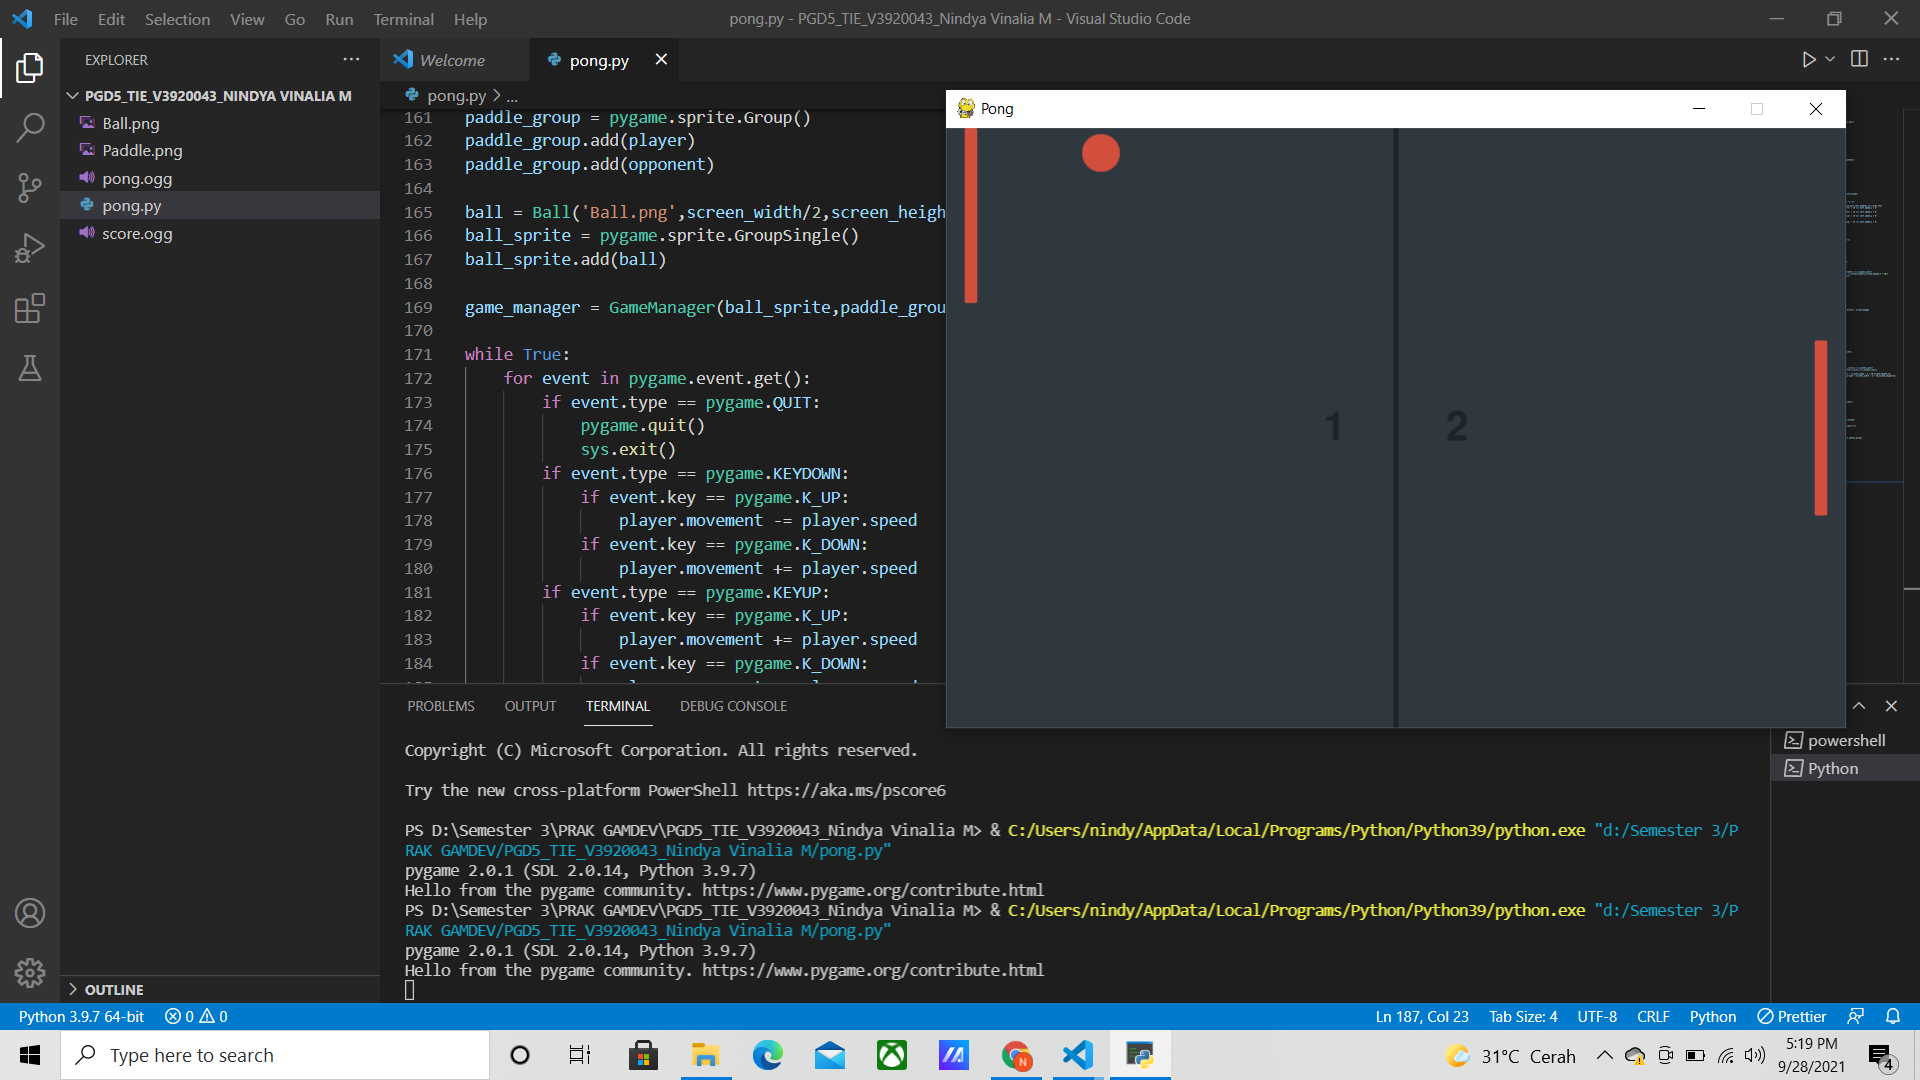 File Edit Selection View Go Run Terminal Help
pong.py - PGD5_TIE_V3920043_Nindya Vinalia M - Visual Studio Code
EXPLORER
PGD5_TIE_V3920043_NINDYA VINALIA M
Ball.png
Paddle.png
pong.ogg
pong.py
score.ogg
OUTLINE
Welcome
pong.py
pong.py > ...
161 paddle_group = pygame.sprite.Group()
162 paddle_group.add(player)
163 paddle_group.add(opponent)
164
165 ball = Ball('Ball.png',screen_width/2,screen_heigh
166 ball_sprite = pygame.sprite.GroupSingle()
167 ball_sprite.add(ball)
168
169 game_manager = GameManager(ball_sprite,paddle_grou
170
171 while True:
172 for event in pygame.event.get():
173 if event.type == pygame.QUIT:
174 pygame.quit()
175 sys.exit()
176 if event.type == pygame.KEYDOWN:
177 if event.key == pygame.K_UP:
178 player.movement -= player.speed
179 if event.key == pygame.K_DOWN:
180 player.movement += player.speed
181 if event.type == pygame.KEYUP:
182 if event.key == pygame.K_UP:
183 player.movement += player.speed
184 if event.key == pygame.K_DOWN:
Pong
1 2
PROBLEMS OUTPUT TERMINAL DEBUG CONSOLE
Copyright (C) Microsoft Corporation. All rights reserved.
Try the new cross-platform PowerShell https://aka.ms/pscore6
PS D:\Semester 3\PRAK GAMDEV\PGD5_TIE_V3920043_Nindya Vinalia M> & C:/Users/nindy/AppData/Local/Programs/Python/Python39/python.exe "d:/Semester 3/P
RAK GAMDEV/PGD5_TIE_V3920043_Nindya Vinalia M/pong.py"
pygame 2.0.1 (SDL 2.0.14, Python 3.9.7)
Hello from the pygame community. https://www.pygame.org/contribute.html
PS D:\Semester 3\PRAK GAMDEV\PGD5_TIE_V3920043_Nindya Vinalia M> & C:/Users/nindy/AppData/Local/Programs/Python/Python39/python.exe "d:/Semester 3/P
RAK GAMDEV/PGD5_TIE_V3920043_Nindya Vinalia M/pong.py"
pygame 2.0.1 (SDL 2.0.14, Python 3.9.7)
Hello from the pygame community. https://www.pygame.org/contribute.html
powershell
Python
Python 3.9.7 64-bit 0 0
Ln 187, Col 23 Tab Size: 4 UTF-8 CRLF Python Prettier
Type here to search
31°C Cerah
5:19 PM
9/28/2021
4